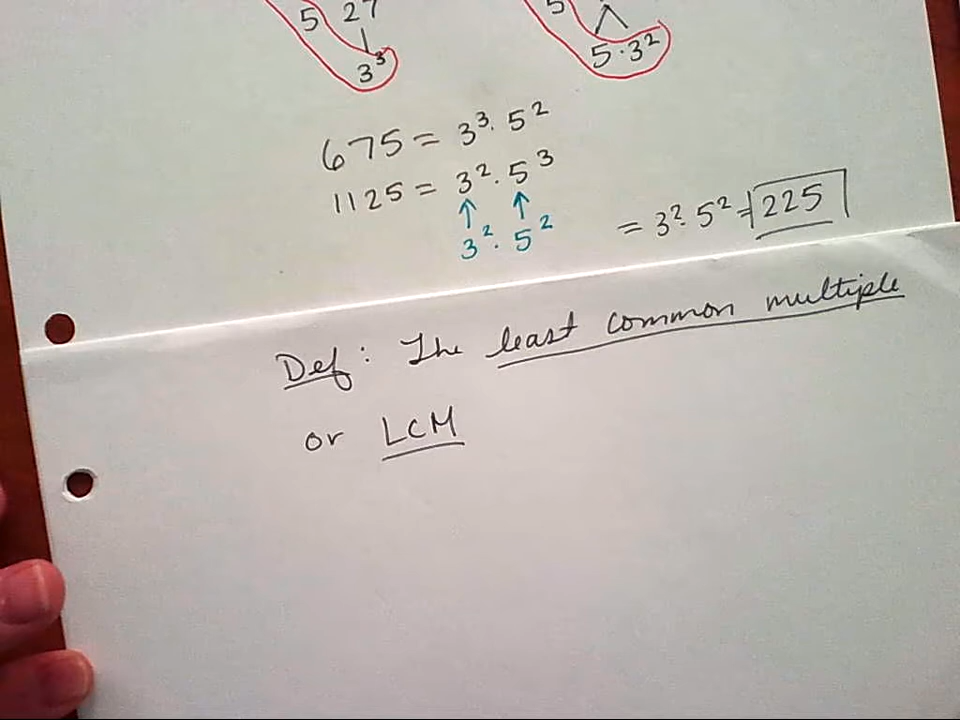 5 27 5
3³ 5·3²
675 = 3³·5²
1125 = 3²·5³
3²·5² = 3²·5² = 225
Def: The least common multiple
or LCM